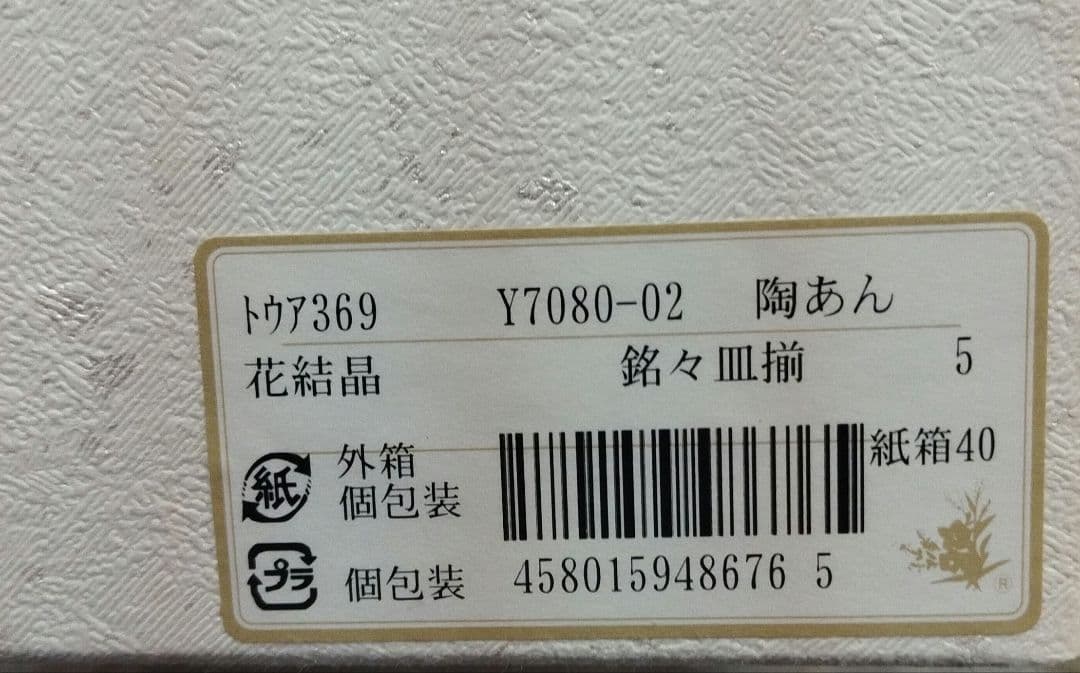 ﾄｳｱ369 Y7080-02 陶あん
花結晶 銘々皿揃 5
紙 外箱
個包装
紙箱40
プラ 個包装
458015948676 5
®